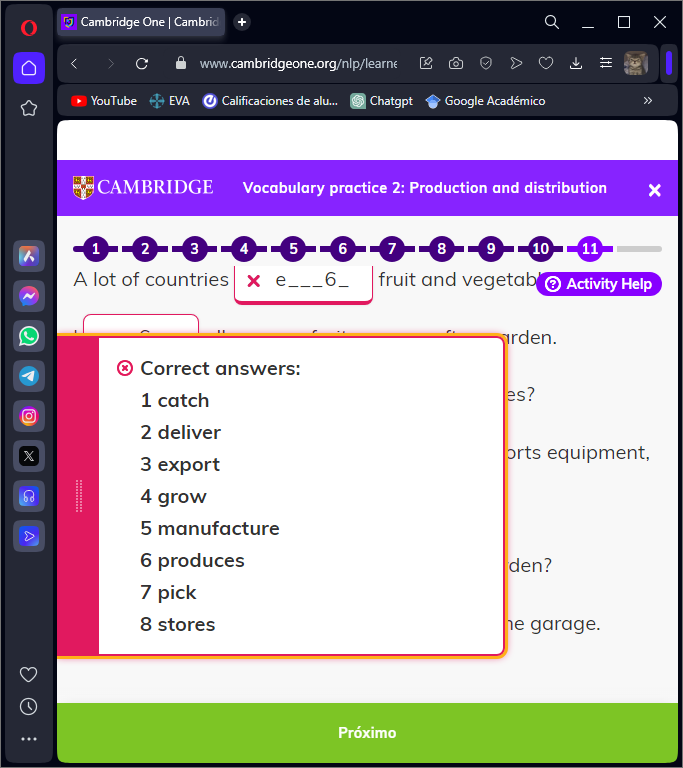 Cambridge One | Cambrid
www.cambridgeone.org/nlp/learne
YouTube EVA Calificaciones de alu... Chatgpt Google Académico »
CAMBRIDGE Vocabulary practice 2: Production and distribution
1 2 3 4 5 6 7 8 9 10 11
A lot of countries e___6_ fruit and vegetab
Activity Help
arden.
Correct answers:
1 catch
2 deliver
3 export
4 grow
5 manufacture
6 produces
7 pick
8 stores
es?
orts equipment,
rden?
he garage.
Próximo